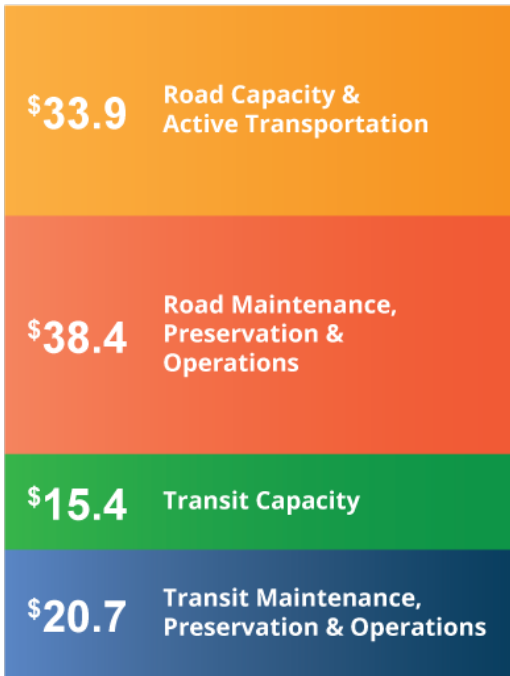 $33.9
Road Capacity &
Active Transportation
$38.4
Road Maintenance,
Preservation &
Operations
$15.4
Transit Capacity
$20.7
Transit Maintenance,
Preservation & Operations